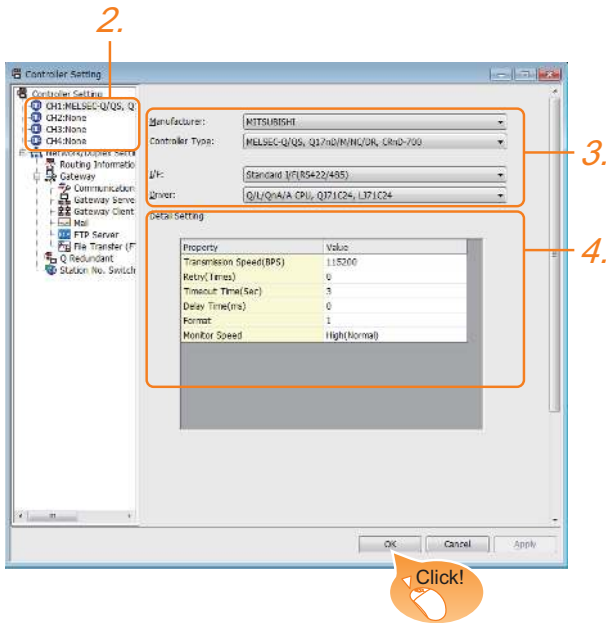 2.
Controller Setting
Controller Setting
CH1:MELSEC-Q/QS, Q
CH2:None
CH3:None
CH4:None
Network/Duplex Setti
Routing Informatio
Gateway
Communication
Gateway Serve
Gateway Client
Mail
FTP Server
File Transfer (F
Q Redundant
Station No. Switch
Manufacturer: MITSUBISHI
Controller Type: MELSEC-Q/QS, Q17nD/M/NC/DR, CRnD-700
3.
I/F: Standard I/F(RS422/485)
Driver: Q/L/QnA/A CPU, QJ71C24, LJ71C24
Detail Setting
4.
Property Value
Transmission Speed(BPS) 115200
Retry(Times) 0
Timeout Time(Sec) 3
Delay Time(ms) 0
Format 1
Monitor Speed High(Normal)
OK Cancel Apply
Click!